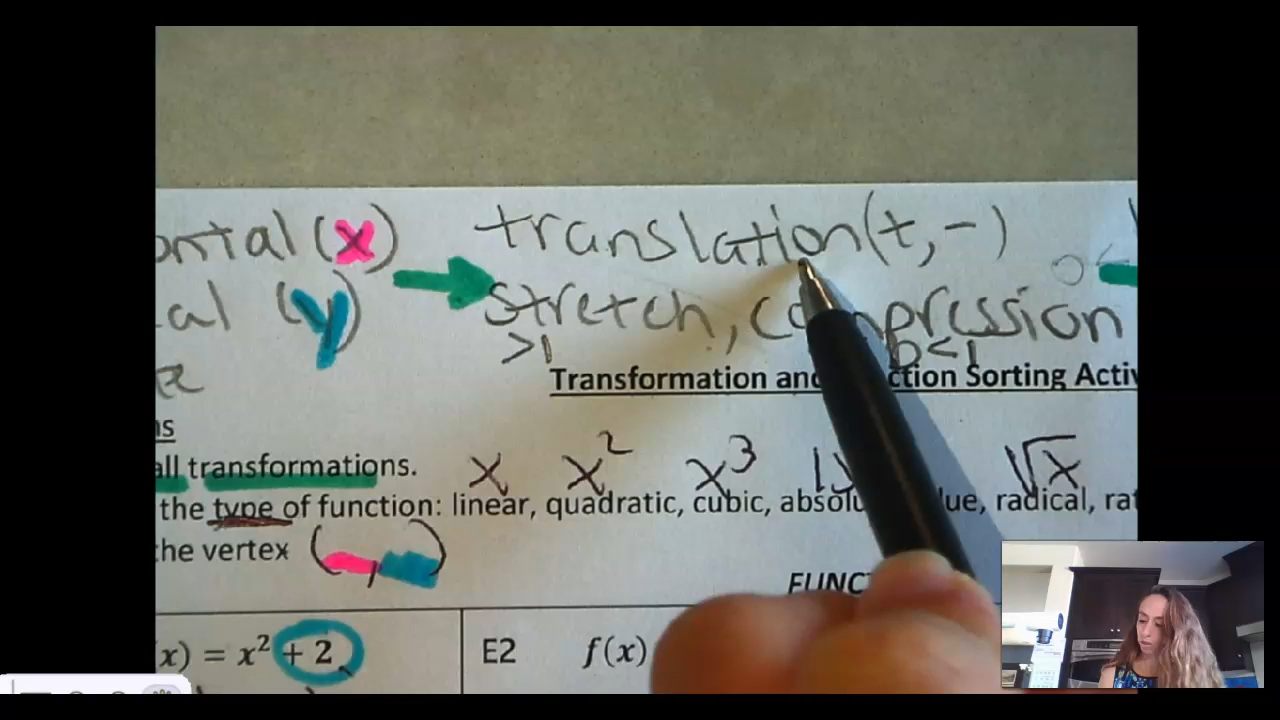 ontal (x) translation (t, -)
al (y) stretch, compression
>1 0<1
Transformation and ction Sorting Activ
ns
all transformations. x x² x³ √x
the type of function: linear, quadratic, cubic, absolu lue, radical, rat
the vertex ( , )
FUNC
(x) = x² + 2 E2 f(x)